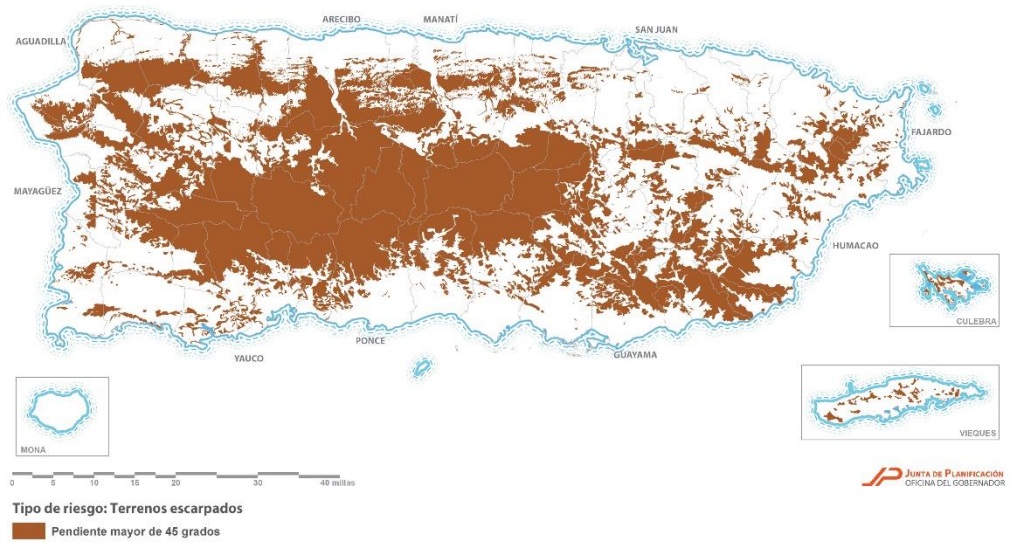 ARECIBO
MANATÍ
SAN JUAN
AGUADILLA
FAJARDO
MAYAGÜEZ
HUMACAO
CULEBRA
PONCE
YAUCO
GUAYAMA
VIEQUES
MONA
0 5 10 15 20 30 40 millas
JP JUNTA DE PLANIFICACIÓN
OFICINA DEL GOBERNADOR
Tipo de riesgo: Terrenos escarpados
Pendiente mayor de 45 grados